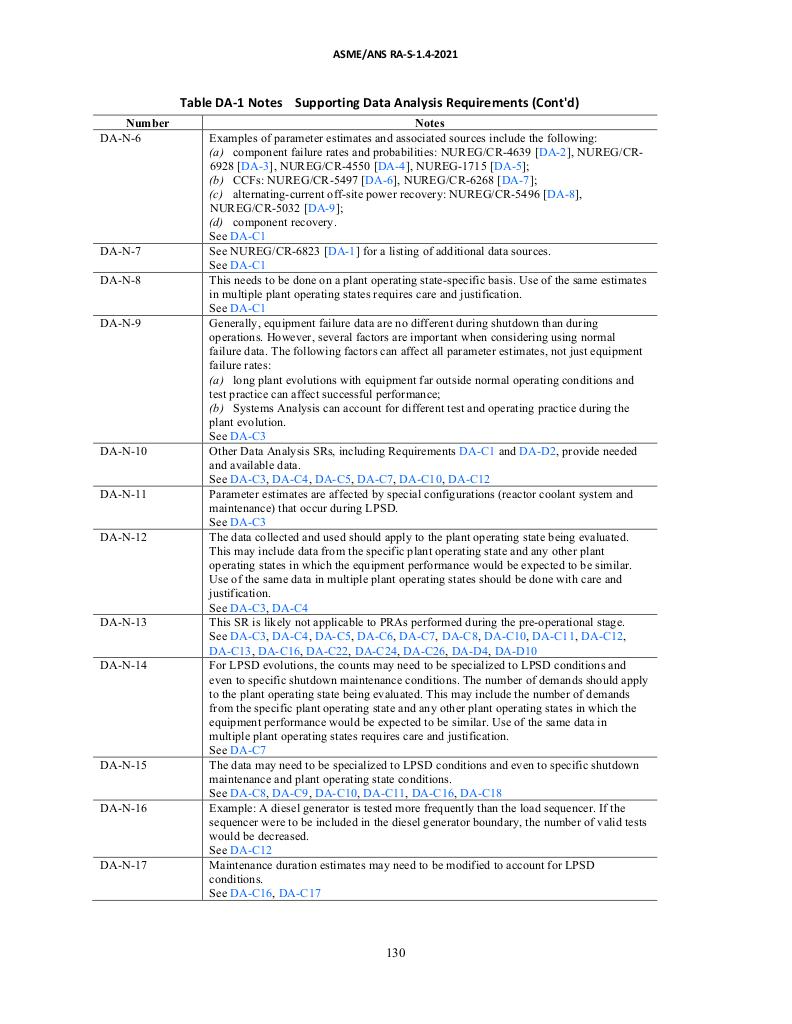 ASME/ANS RA-S-1.4-2021
Table DA-1 Notes Supporting Data Analysis Requirements (Cont'd)
Number Notes
DA-N-6 Examples of parameter estimates and associated sources include the following:
(a) component failure rates and probabilities: NUREG/CR-4639 [DA-2], NUREG/CR-
6928 [DA-3], NUREG/CR-4550 [DA-4], NUREG-1715 [DA-5];
(b) CCFs: NUREG/CR-5497 [DA-6], NUREG/CR-6268 [DA-7];
(c) alternating-current off-site power recovery: NUREG/CR-5496 [DA-8],
NUREG/CR-5032 [DA-9];
(d) component recovery.
See DA-C1
DA-N-7 See NUREG/CR-6823 [DA-1] for a listing of additional data sources.
See DA-C1
DA-N-8 This needs to be done on a plant operating state-specific basis. Use of the same estimates
in multiple plant operating states requires care and justification.
See DA-C1
DA-N-9 Generally, equipment failure data are no different during shutdown than during
operations. However, several factors are important when considering using normal
failure data. The following factors can affect all parameter estimates, not just equipment
failure rates:
(a) long plant evolutions with equipment far outside normal operating conditions and
test practice can affect successful performance;
(b) Systems Analysis can account for different test and operating practice during the
plant evolution.
See DA-C3
DA-N-10 Other Data Analysis SRs, including Requirements DA-C1 and DA-D2, provide needed
and available data.
See DA-C3, DA-C4, DA-C5, DA-C7, DA-C10, DA-C12
DA-N-11 Parameter estimates are affected by special configurations (reactor coolant system and
maintenance) that occur during LPSD.
See DA-C3
DA-N-12 The data collected and used should apply to the plant operating state being evaluated.
This may include data from the specific plant operating state and any other plant
operating states in which the equipment performance would be expected to be similar.
Use of the same data in multiple plant operating states should be done with care and
justification.
See DA-C3, DA-C4
DA-N-13 This SR is likely not applicable to PRAs performed during the pre-operational stage.
See DA-C3, DA-C4, DA-C5, DA-C6, DA-C7, DA-C8, DA-C10, DA-C11, DA-C12,
DA-C13, DA-C16, DA-C22, DA-C24, DA-C26, DA-D4, DA-D10
DA-N-14 For LPSD evolutions, the counts may need to be specialized to LPSD conditions and
even to specific shutdown maintenance conditions. The number of demands should apply
to the plant operating state being evaluated. This may include the number of demands
from the specific plant operating state and any other plant operating states in which the
equipment performance would be expected to be similar. Use of the same data in
multiple plant operating states requires care and justification.
See DA-C7
DA-N-15 The data may need to be specialized to LPSD conditions and even to specific shutdown
maintenance and plant operating state conditions.
See DA-C8, DA-C9, DA-C10, DA-C11, DA-C16, DA-C18
DA-N-16 Example: A diesel generator is tested more frequently than the load sequencer. If the
sequencer were to be included in the diesel generator boundary, the number of valid tests
would be decreased.
See DA-C12
DA-N-17 Maintenance duration estimates may need to be modified to account for LPSD
conditions.
See DA-C16, DA-C17
130